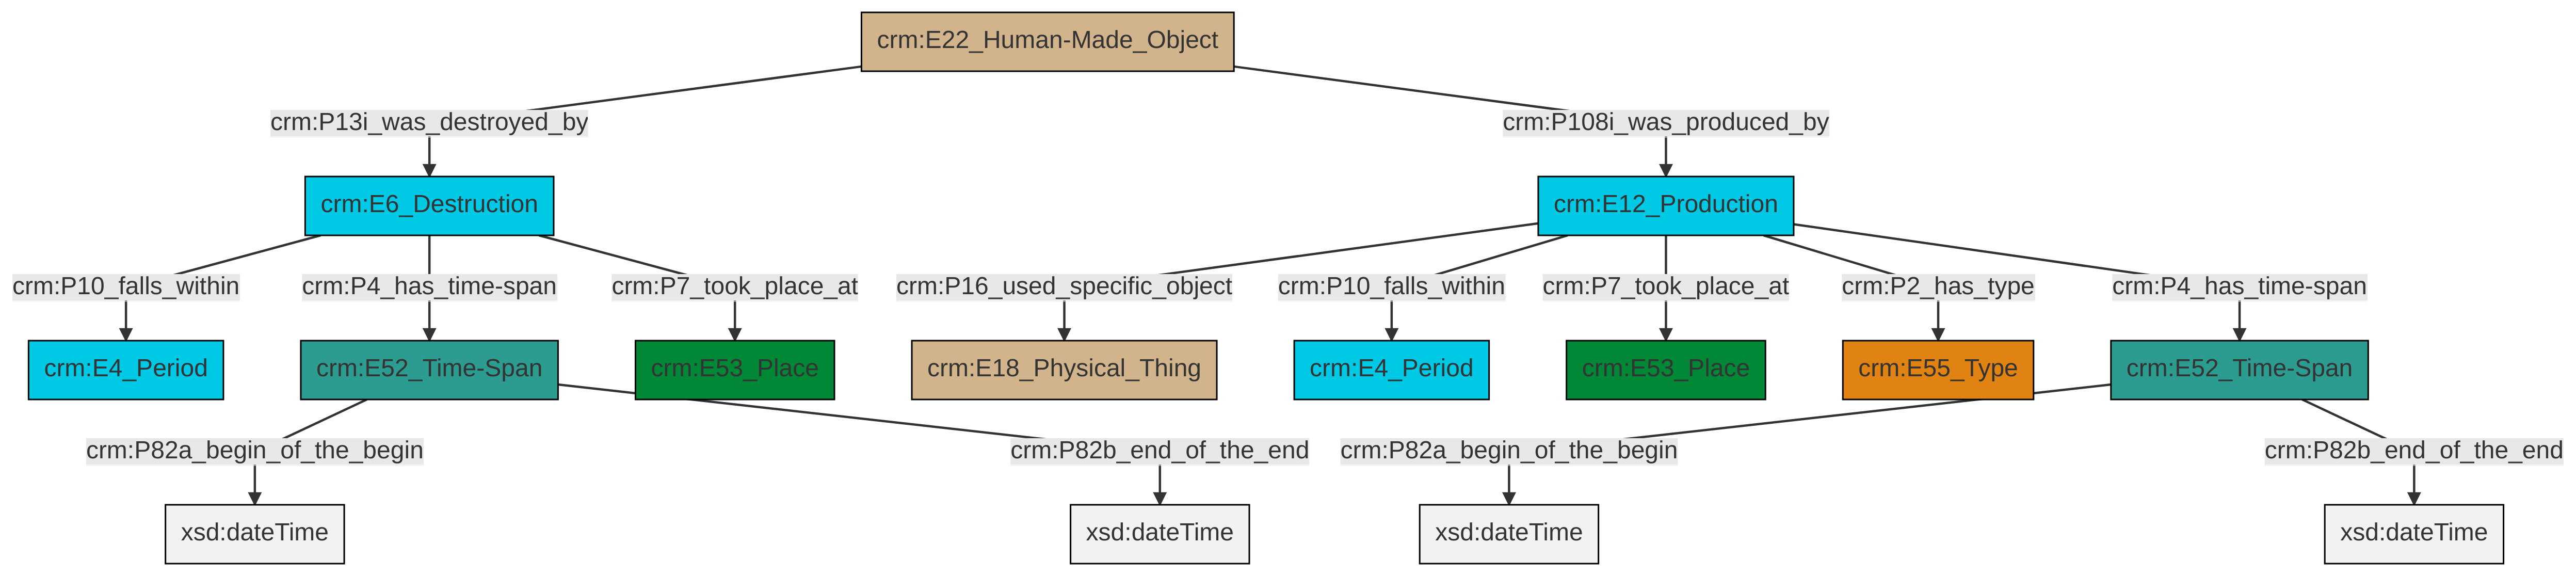 crm:E22_Human-Made_Object
crm:P13i_was_destroyed_by
crm:P108i_was_produced_by
crm:E6_Destruction
crm:E12_Production
crm:P10_falls_within
crm:P4_has_time-span
crm:P7_took_place_at
crm:P16_used_specific_object
crm:P10_falls_within
crm:P7_took_place_at
crm:P2_has_type
crm:P4_has_time-span
crm:E4_Period
crm:E52_Time-Span
crm:E53_Place
crm:E18_Physical_Thing
crm:E4_Period
crm:E53_Place
crm:E55_Type
crm:E52_Time-Span
crm:P82a_begin_of_the_begin
crm:P82b_end_of_the_end
crm:P82a_begin_of_the_begin
crm:P82b_end_of_the_end
xsd:dateTime
xsd:dateTime
xsd:dateTime
xsd:dateTime